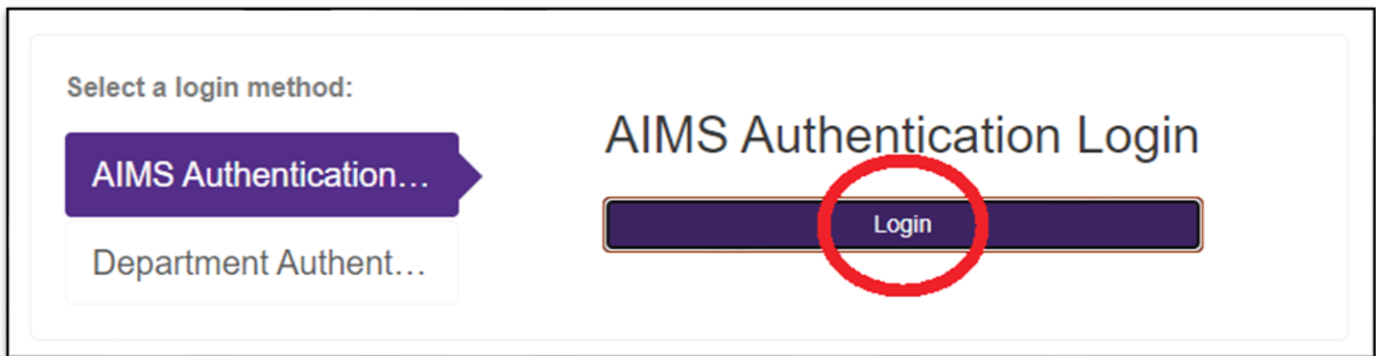 Select a login method:
AIMS Authentication...
Department Authent...
AIMS Authentication Login
Login